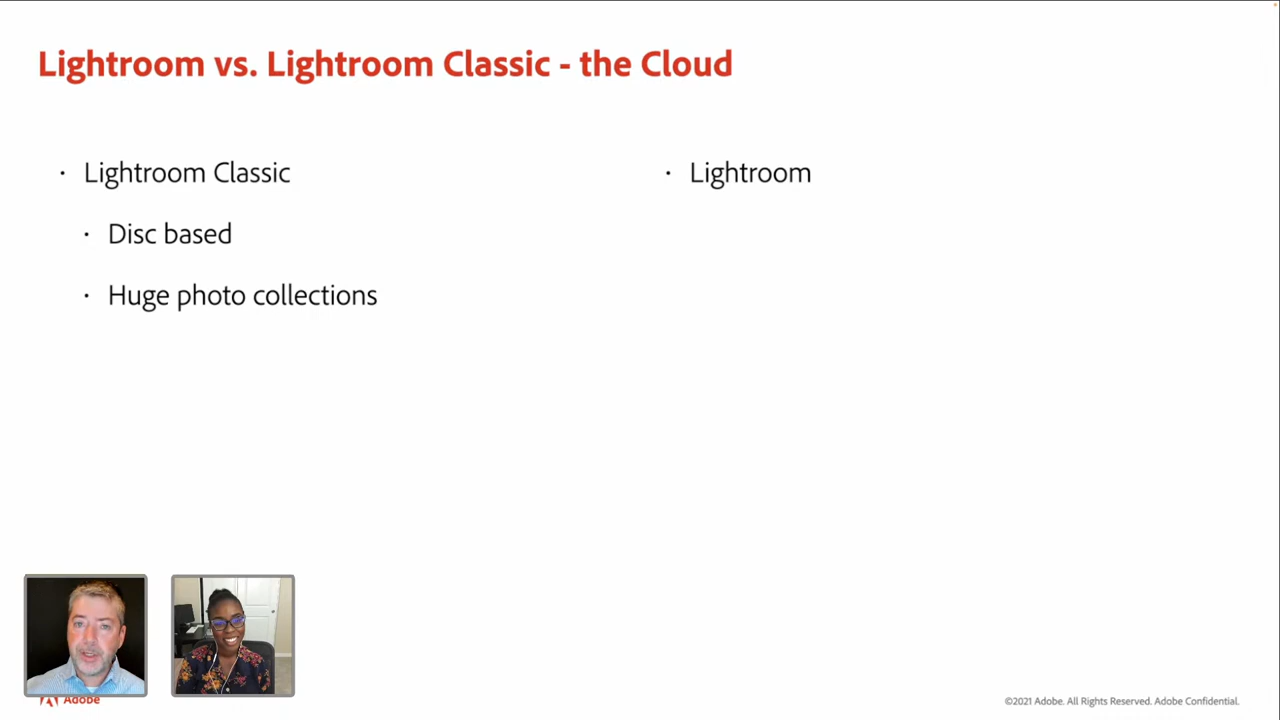 Lightroom vs. Lightroom Classic - the Cloud
· Lightroom Classic
· Disc based
· Huge photo collections
· Lightroom
Adobe
©2021 Adobe. All Rights Reserved. Adobe Confidential.